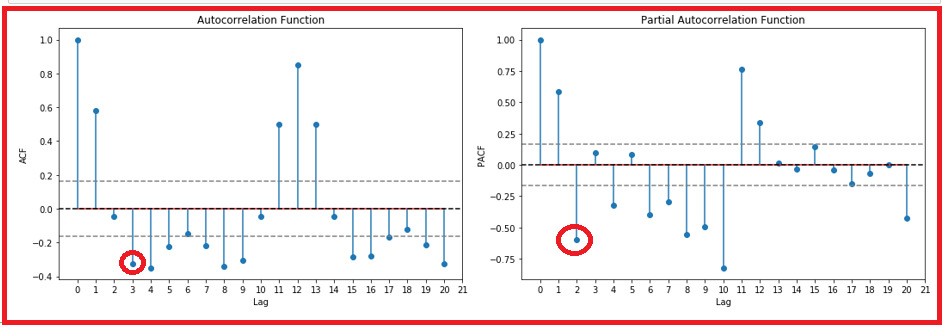 Autocorrelation Function
1.0
0.8
0.6
0.4
0.2
0.0
−0.2
−0.4
ACF
0 1 2 3 4 5 6 7 8 9 10 11 12 13 14 15 16 17 18 19 20 21
Lag
Partial Autocorrelation Function
1.00
0.75
0.50
0.25
0.00
−0.25
−0.50
−0.75
PACF
0 1 2 3 4 5 6 7 8 9 10 11 12 13 14 15 16 17 18 19 20 21
Lag